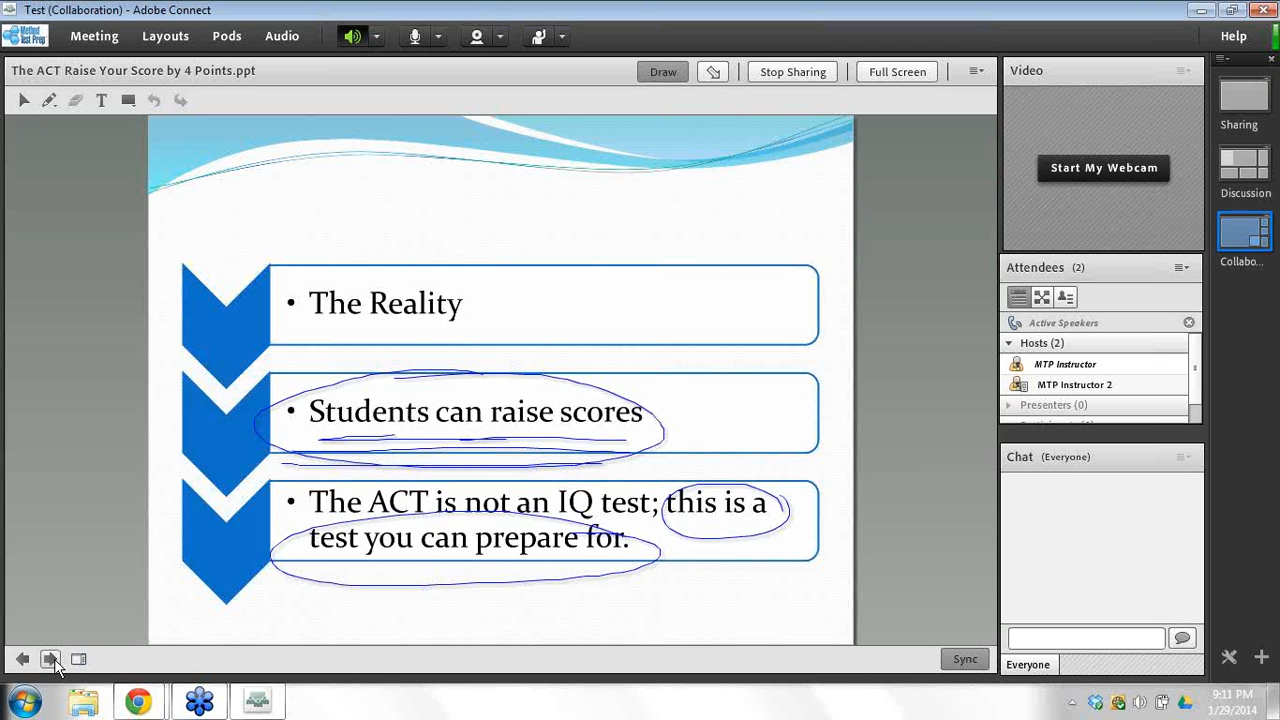 Test (Collaboration) - Adobe Connect
Method Test Prep
Meeting Layouts Pods Audio Help
The ACT Raise Your Score by 4 Points.ppt
Draw Stop Sharing Full Screen
• The Reality
• Students can raise scores
• The ACT is not an IQ test; this is a
test you can prepare for.
Sync
Video
Start My Webcam
Attendees (2)
Active Speakers
Hosts (2)
MTP Instructor
MTP Instructor 2
Presenters (0)
Chat (Everyone)
Everyone
Sharing
Discussion
Collabo...
9:11 PM
1/29/2014